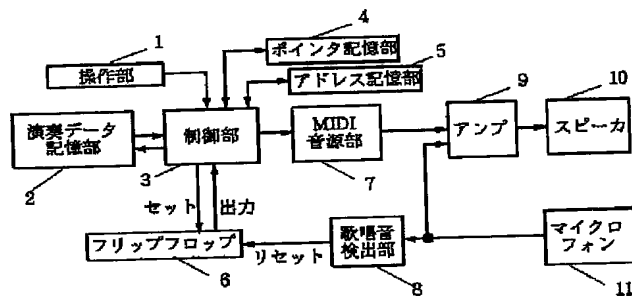 4
ポインタ記憶部
1
5
操作部
アドレス記憶部
9
10
演奏データ
記憶部
制御部
MIDI
音源部
アンプ
スピーカ
2
3
7
セット
出力
フリップフロップ
リセット
歌唱音
検出部
マイクロ
フォン
6
8
11